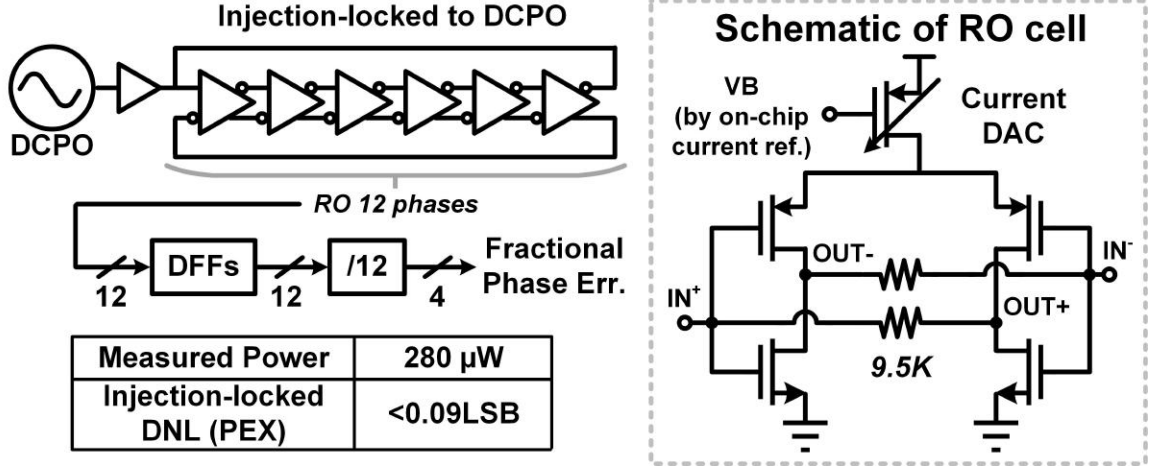 Injection-locked to DCPO
DCPO
RO 12 phases
12
DFFs
12
/12
4
Fractional
Phase Err.
Measured Power 280 μW
Injection-locked
DNL (PEX)
<0.09LSB
Schematic of RO cell
VB
(by on-chip
current ref.)
Current
DAC
OUT-
IN-
IN+
OUT+
9.5K